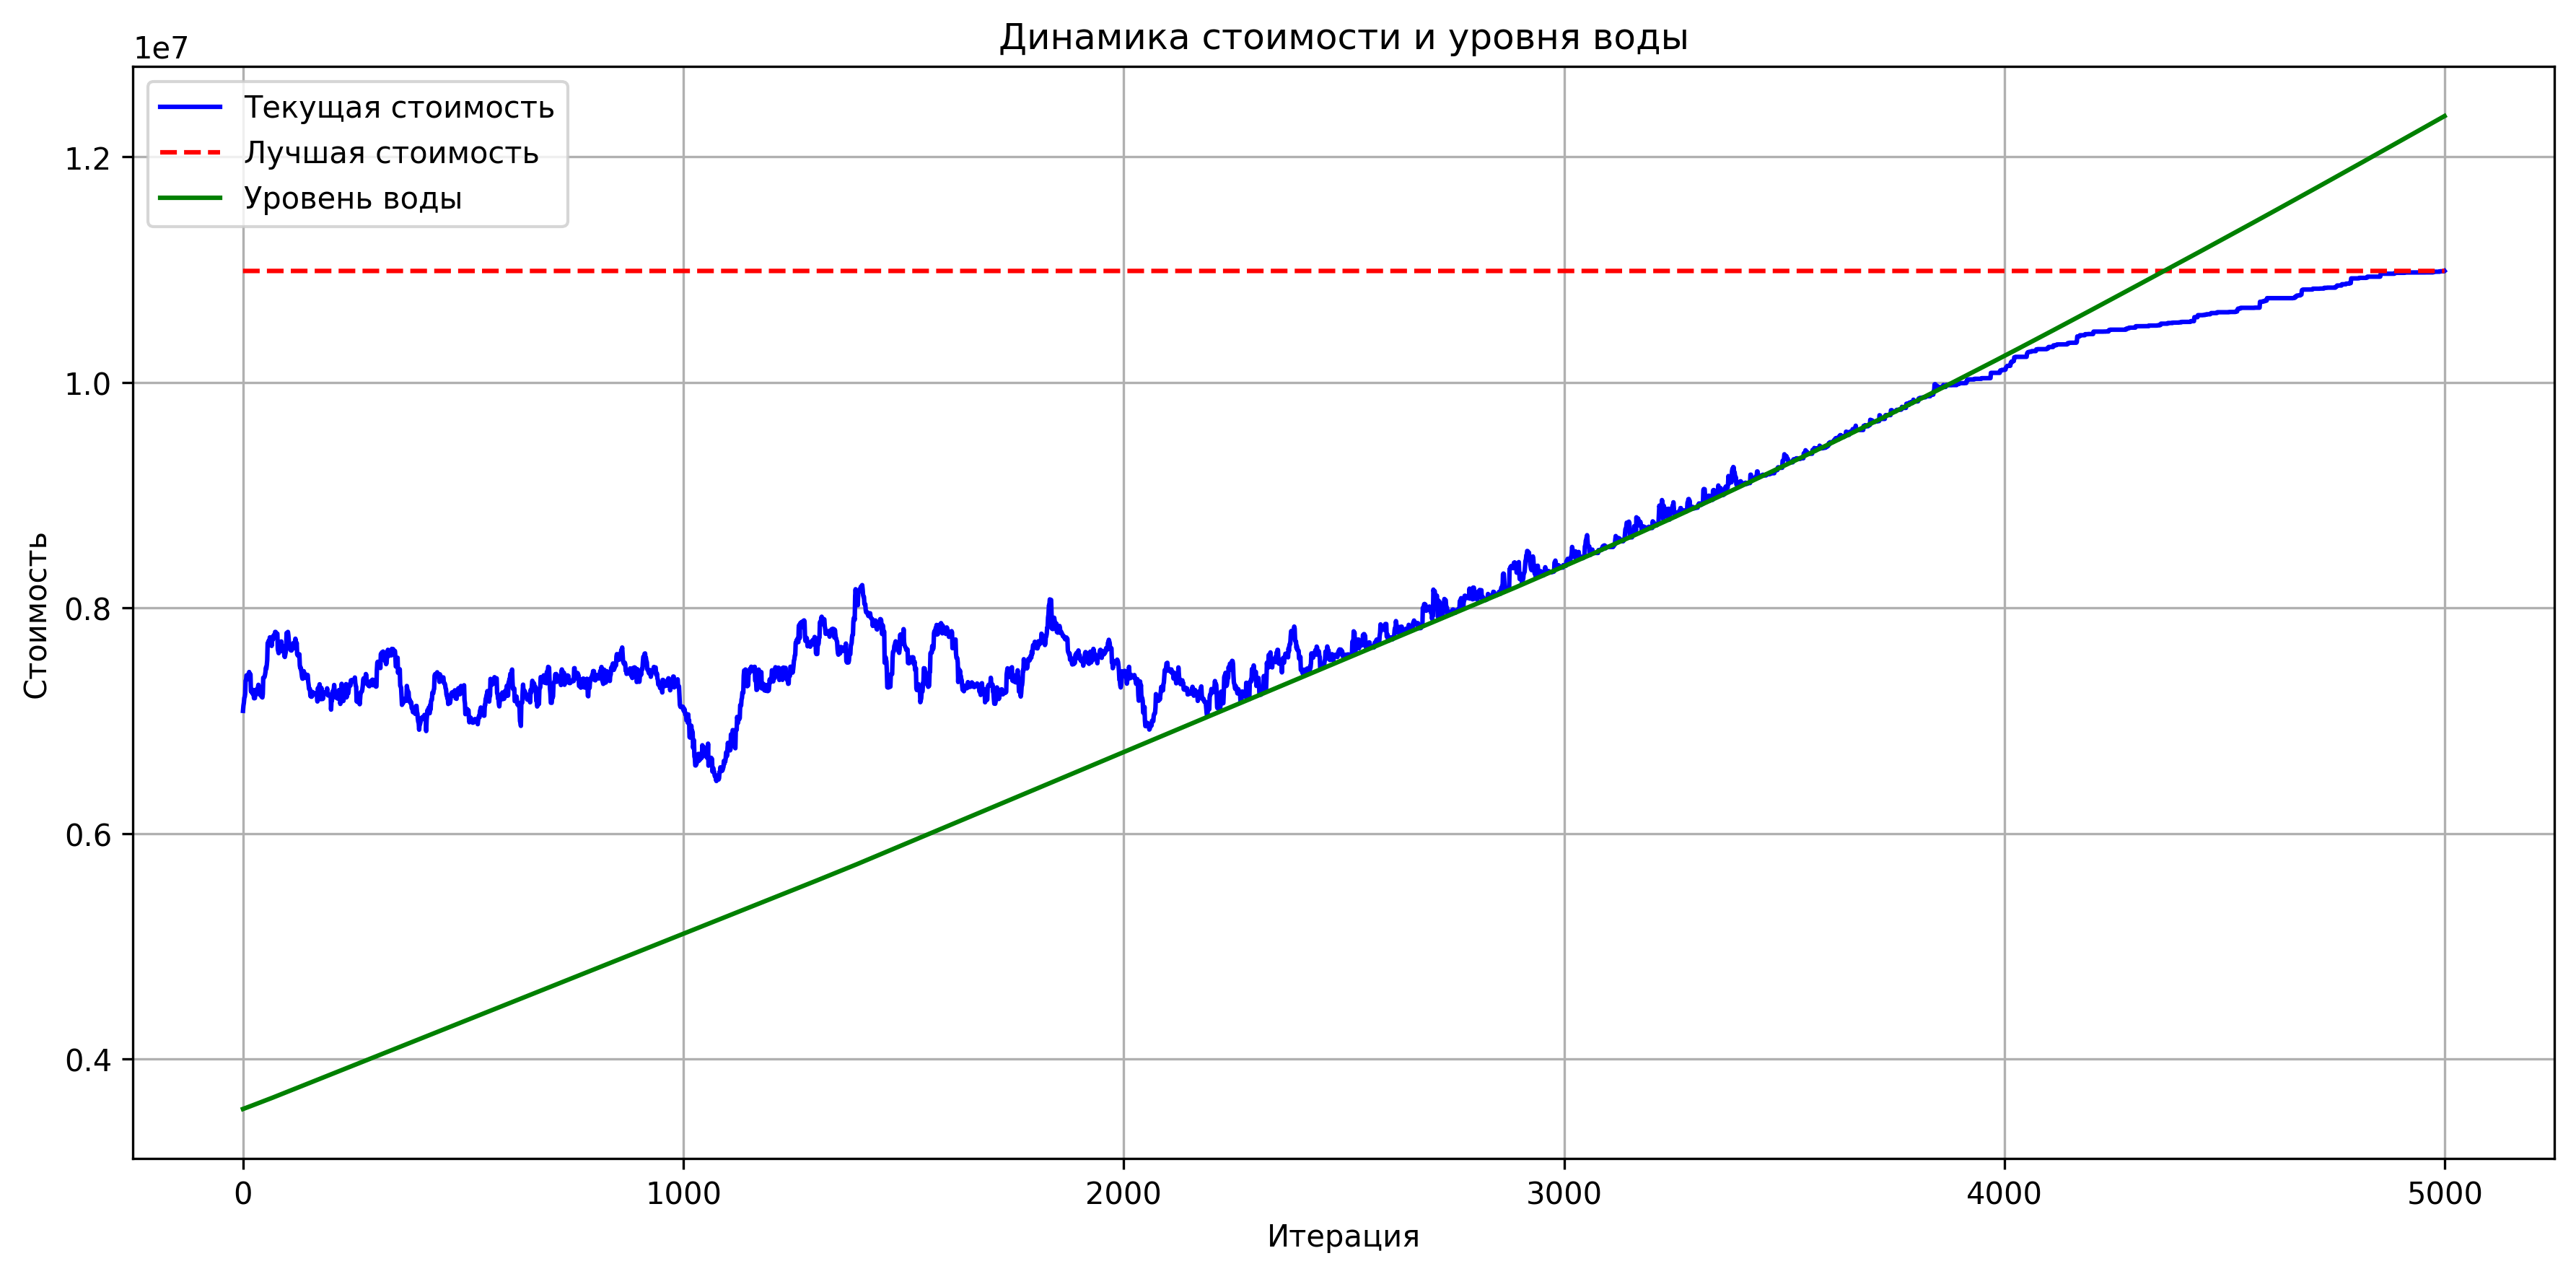 Динамика стоимости и уровня воды
1e7
Текущая стоимость
Лучшая стоимость
Уровень воды
1.2
1.0
0.8
0.6
0.4
Стоимость
0 1000 2000 3000 4000 5000
Итерация